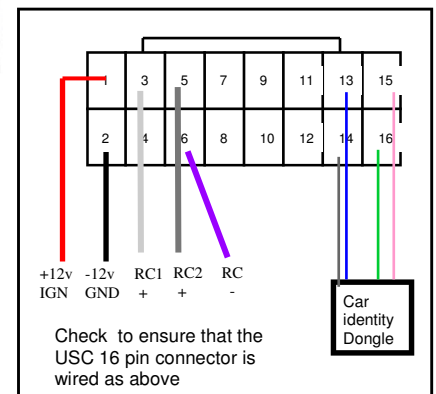 1 3 5 7 9 11 13 15
2 4 6 8 10 12 14 16
+12v -12v RC1 RC2 RC
IGN GND + + -
Car
identity
Dongle
Check to ensure that the
USC 16 pin connector is
wired as above